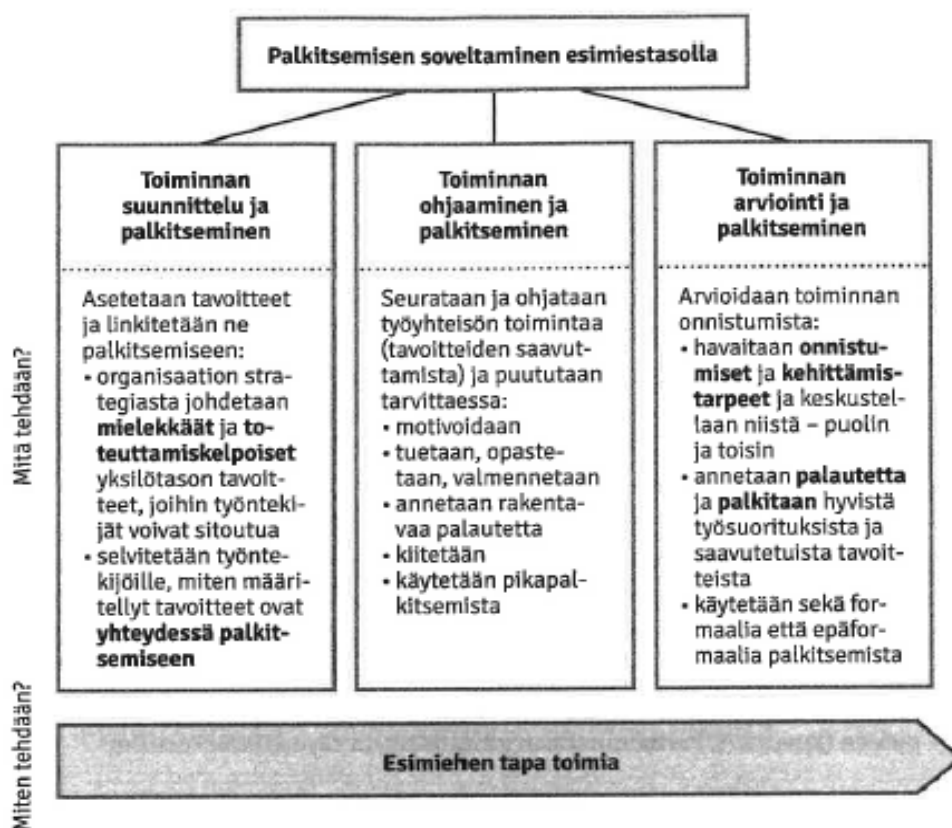 Palkitsemisen soveltaminen esimiestasolla
Toiminnan
suunnittelu ja
palkitseminen
Asetetaan tavoitteet
ja linkitetään ne
palkitsemiseen:
• organisaation stra-
tegiasta johdetaan
mielekkäät ja to-
teuttamiskelpoiset
yksilötason tavoit-
teet, joihin työnteki-
jät voivat sitoutua
• selvitetään työnte-
kijöille, miten määri-
tellyt tavoitteet ovat
yhteydessä palkit-
semiseen
Toiminnan
ohjaaminen ja
palkitseminen
Seurataan ja ohjataan
työyhteisön toimintaa
(tavoitteiden saavut-
tamista) ja puututaan
tarvittaessa:
• motivoidaan
• tuetaan, opaste-
taan, valmennetaan
• annetaan rakenta-
vaa palautetta
• kiitetään
• käytetään pikapal-
kitsemista
Toiminnan
arviointi ja
palkitseminen
Arvioidaan toiminnan
onnistumista:
• havaitaan onnistu-
miset ja kehittämis-
tarpeet ja keskustel-
laan niistä – puolin
ja toisin
• annetaan palautetta
ja palkitaan hyvistä
työsuorituksista ja
saavutetuista tavoit-
teista
• käytetään sekä for-
maalia että epäfor-
maalia palkitsemista
Mitä tehdään?
Miten tehdään?
Esimiehen tapa toimia